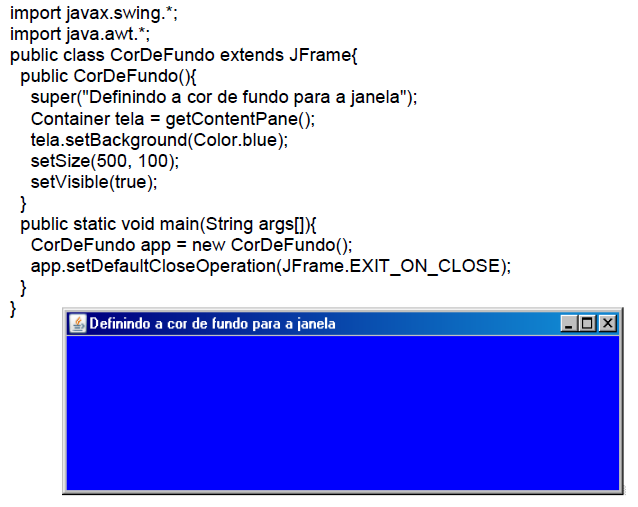 import javax.swing.*;
import java.awt.*;
public class CorDeFundo extends JFrame{
public CorDeFundo(){
super("Definindo a cor de fundo para a janela");
Container tela = getContentPane();
tela.setBackground(Color.blue);
setSize(500, 100);
setVisible(true);
}
public static void main(String args[]){
CorDeFundo app = new CorDeFundo();
app.setDefaultCloseOperation(JFrame.EXIT_ON_CLOSE);
}
}
Definindo a cor de fundo para a janela